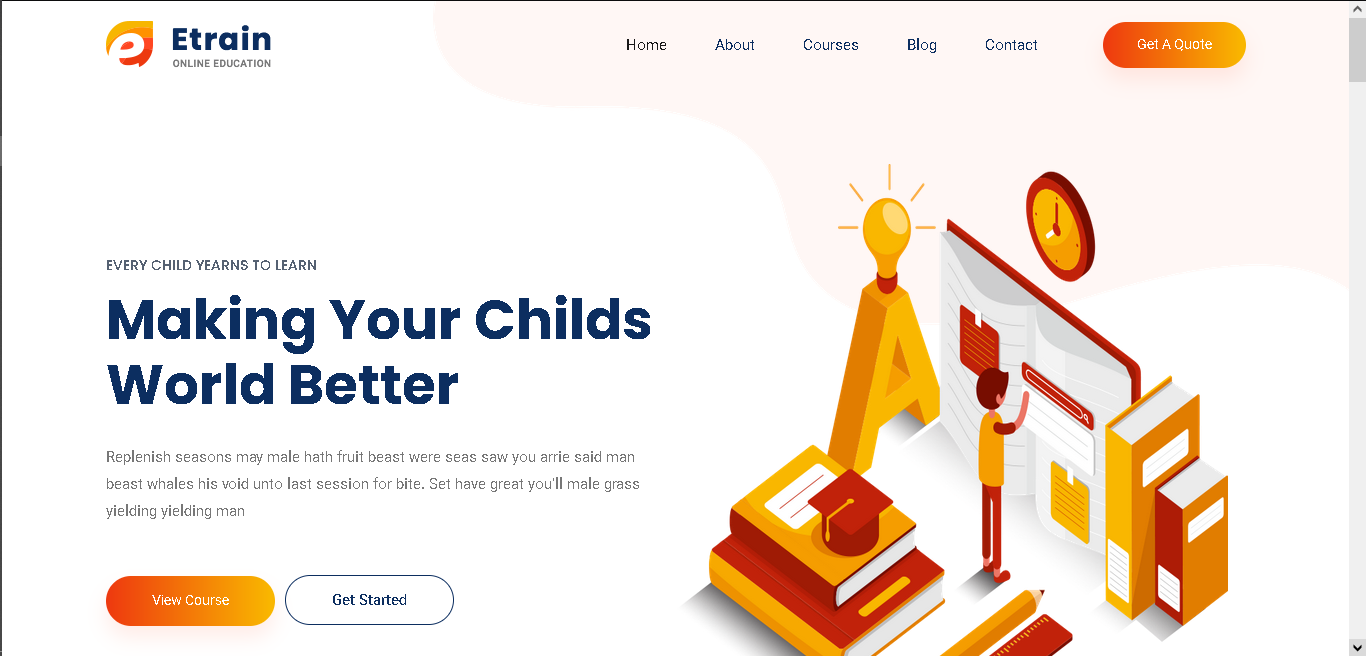 Etrain
ONLINE EDUCATION
Home About Courses Blog Contact Get A Quote
EVERY CHILD YEARNS TO LEARN
Making Your Childs
World Better
Replenish seasons may male hath fruit beast were seas saw you arrie said man
beast whales his void unto last session for bite. Set have great you'll male grass
yielding yielding man
View Course Get Started